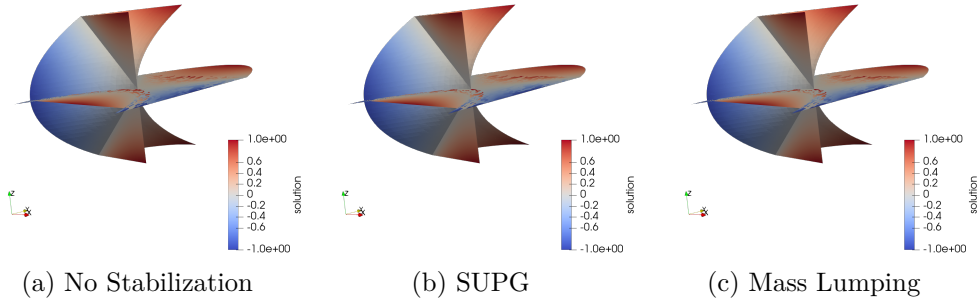 1.0e+00
0.6
0.4
0.2
0
-0.2
-0.4
-0.6
-1.0e+00
solution
Z
Y
X
(a) No Stabilization
1.0e+00
0.6
0.4
0.2
0
-0.2
-0.4
-0.6
-1.0e+00
solution
Z
Y
X
(b) SUPG
1.0e+00
0.6
0.4
0.2
0
-0.2
-0.4
-0.6
-1.0e+00
solution
Z
Y
X
(c) Mass Lumping